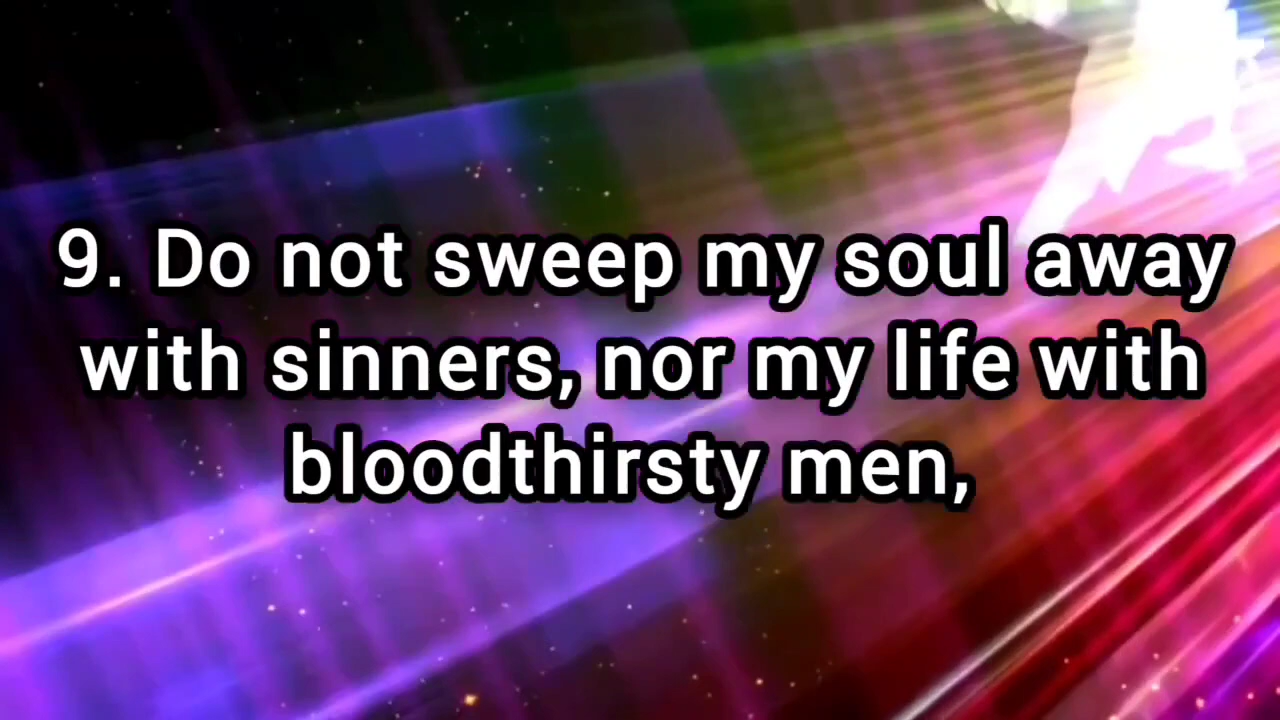 9. Do not sweep my soul away
with sinners, nor my life with
bloodthirsty men,